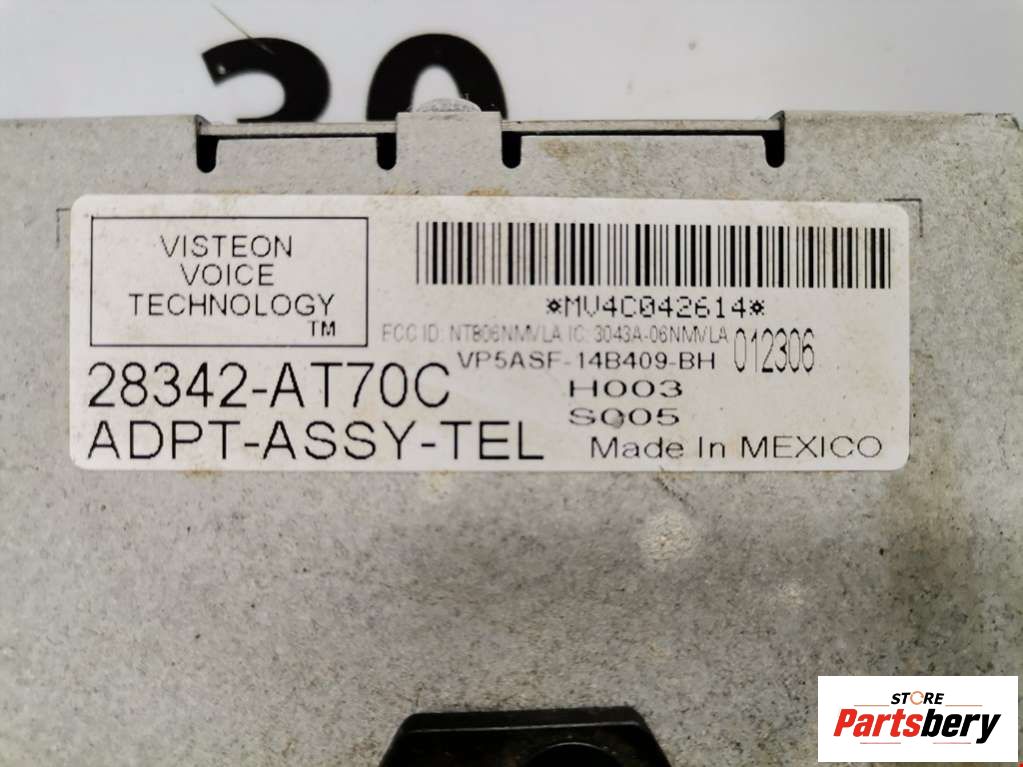 30
VISTEON
VOICE
TECHNOLOGY
TM
*MV4C042614*
FCC ID: NT806NMVLA IC: 3043A-06NMVLA
012306
VP5ASF-14B409-BH
28342-AT70C
H003
S005
ADPT-ASSY-TEL
Made In MEXICO
STORE
Partsbery